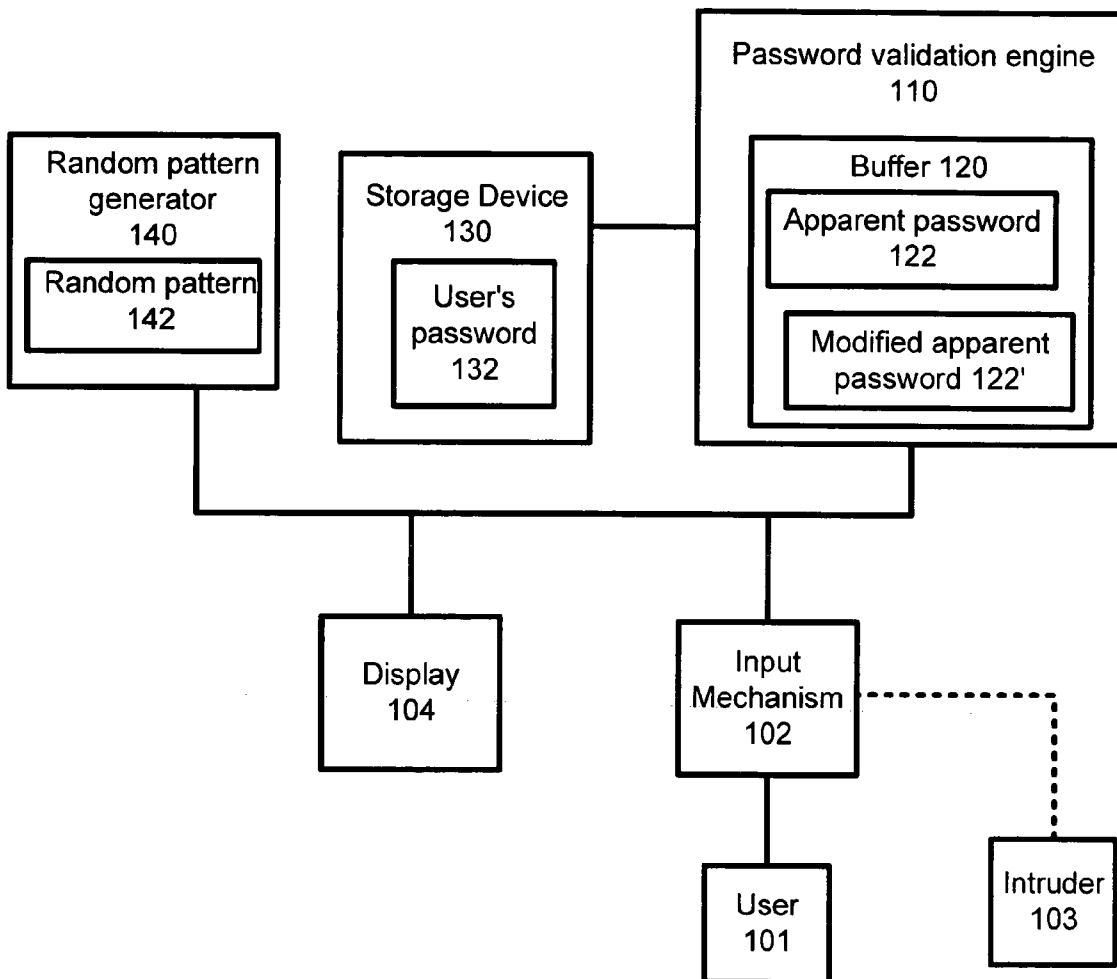 Password validation engine
110
Random pattern
generator
140
Random pattern
142
Storage Device
130
User's
password
132
Buffer 120
Apparent password
122
Modified apparent
password 122'
Display
104
Input
Mechanism
102
User
101
Intruder
103